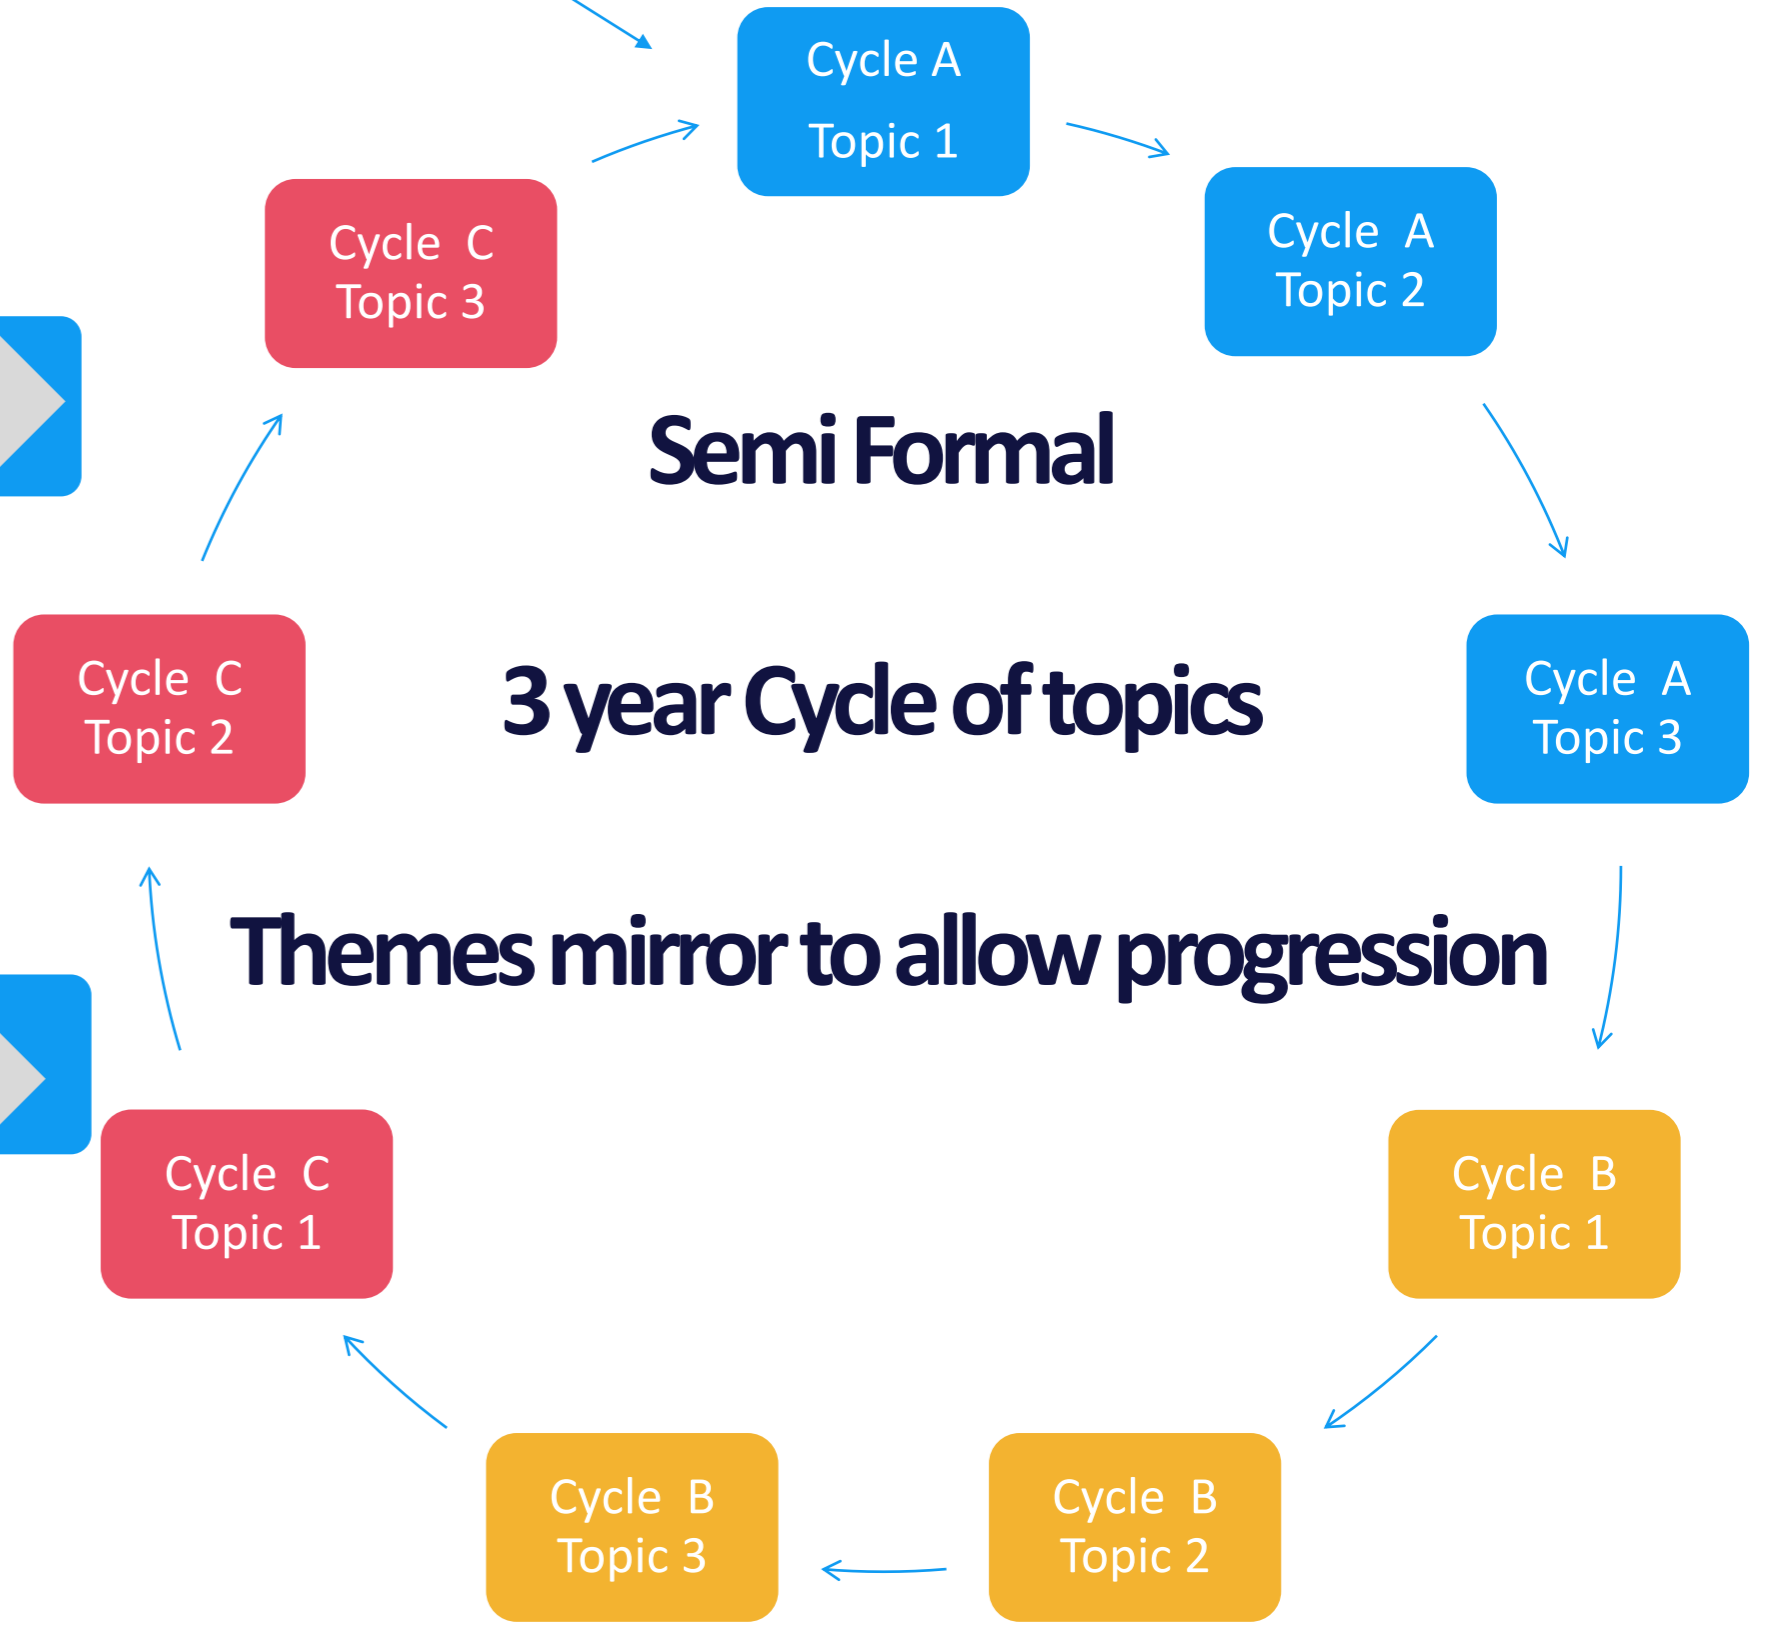 Cycle A
Topic 1
Cycle A
Topic 2
Cycle A
Topic 3
Cycle B
Topic 1
Cycle B
Topic 2
Cycle B
Topic 3
Cycle C
Topic 1
Cycle C
Topic 2
Cycle C
Topic 3
Semi Formal
3 year Cycle of topics
Themes mirror to allow progression